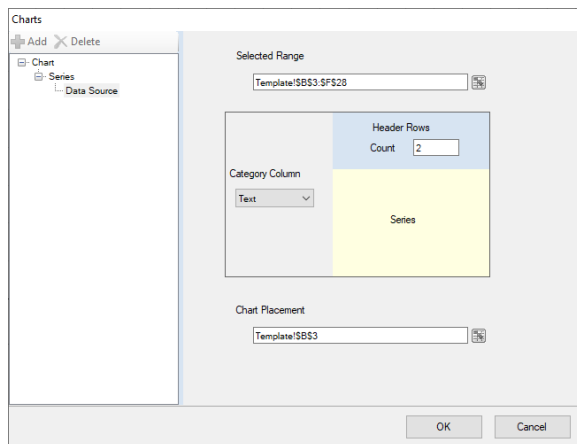 Charts
Add Delete
Chart
Series
Data Source
Selected Range
Template!$B$3:$F$28
Header Rows
Count 2
Category Column
Text
Series
Chart Placement
Template!$B$3
OK Cancel